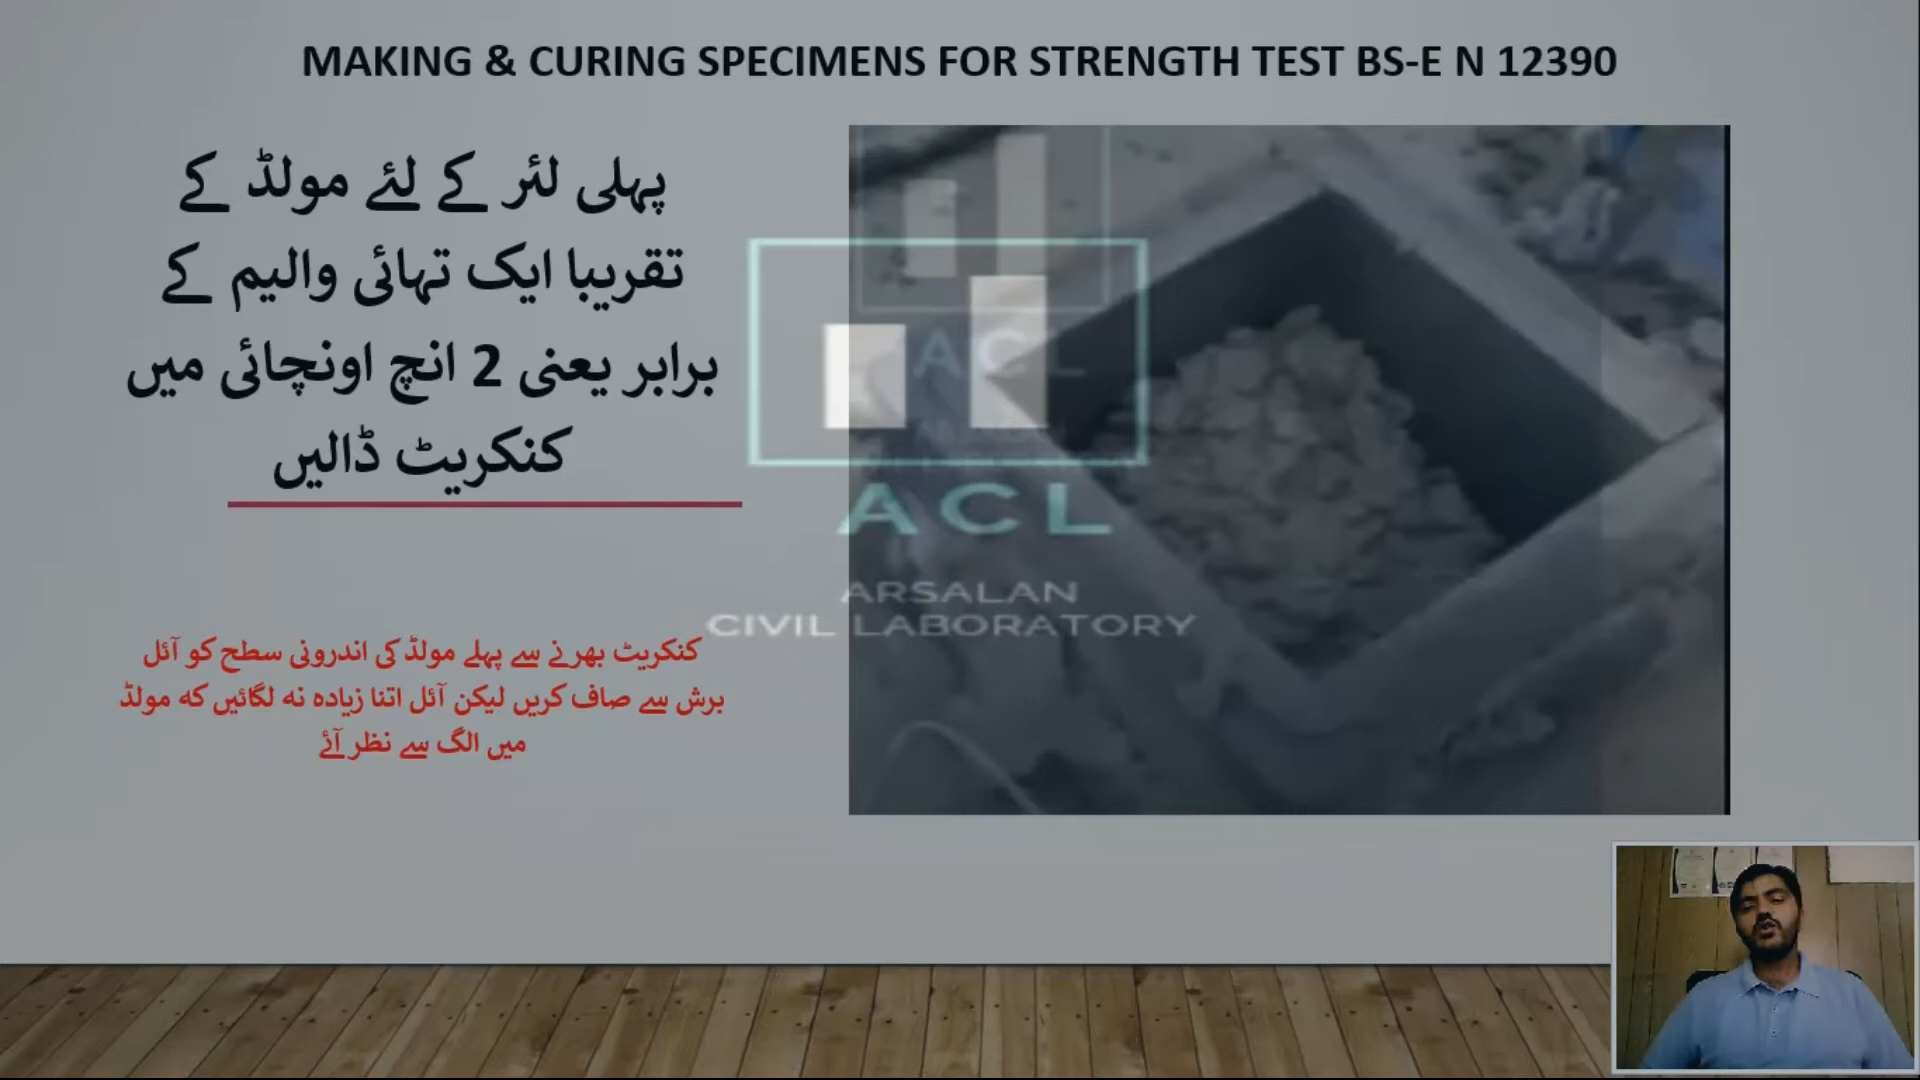 MAKING & CURING SPECIMENS FOR STRENGTH TEST BS-E N 12390
پہلی لئر کے لئے مولڈ کے
تقریبا ایک تہائی والیم کے
برابر یعنی 2 انچ اونچائی میں
کنکریٹ ڈالیں
ACL
ACL
ARSALAN
CIVIL LABORATORY
کنکریٹ بھرنے سے پہلے مولڈ کی اندرونی سطح کو آئل
برش سے صاف کریں لیکن آئل اتنا زیادہ نہ لگائیں کہ مولڈ
میں الگ سے نظر آئے